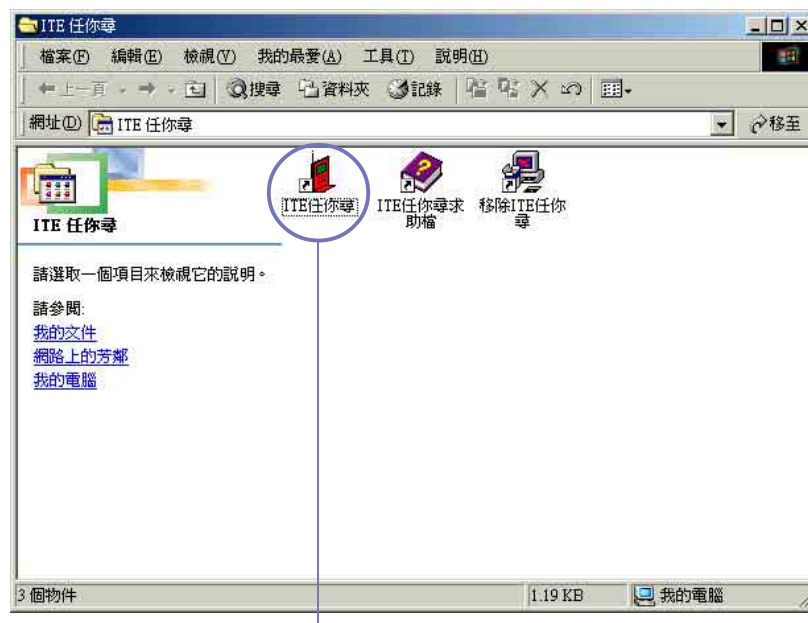 ITE 任你尋
檔案(F) 編輯(E) 檢視(V) 我的最愛(A) 工具(T) 說明(H)
上一頁 搜尋 資料夾 記錄
網址(D) ITE 任你尋 移至
ITE任你尋
ITE任你尋求
助檔
移除ITE任你
尋
ITE 任你尋
請選取一個項目來檢視它的說明。
請參閱:
我的文件
網路上的芳鄰
我的電腦
3 個物件 1.19 KB 我的電腦